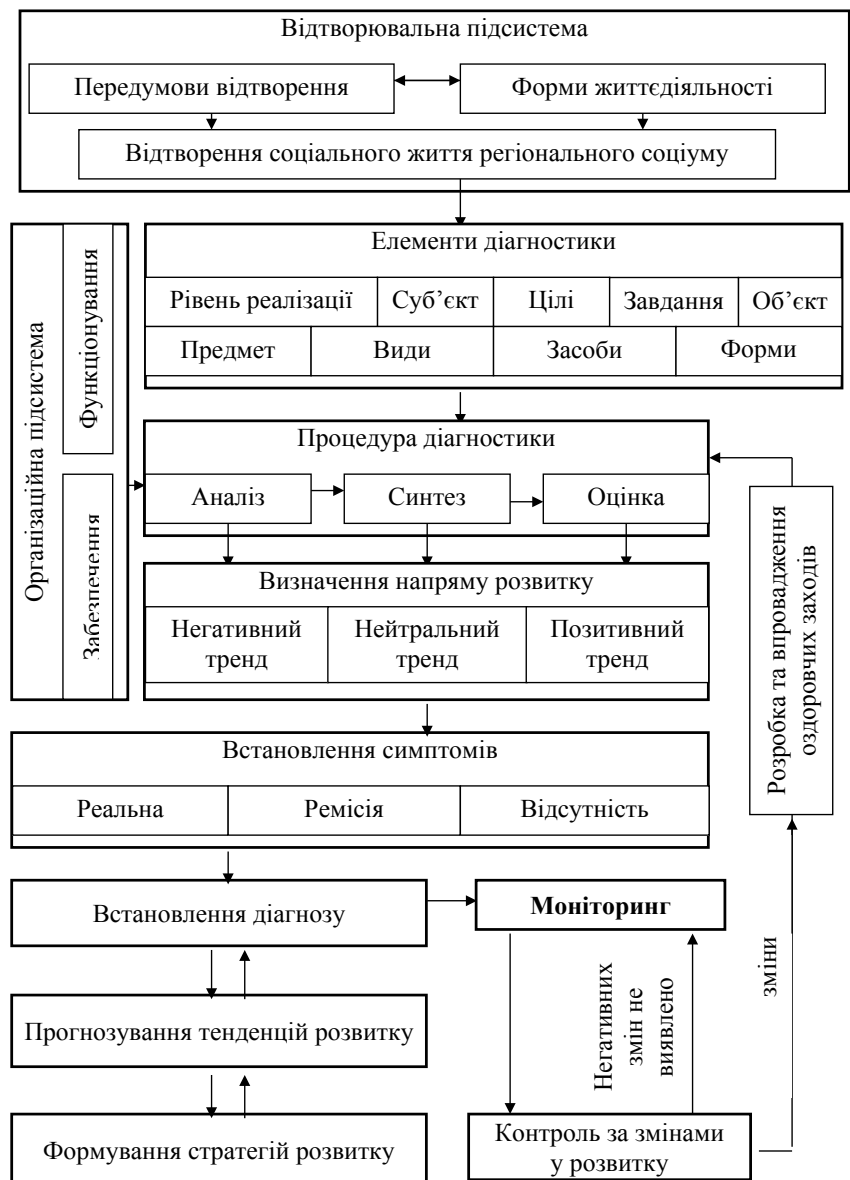 Відтворювальна підсистема
Передумови відтворення
Форми життєдіяльності
Відтворення соціального життя регіонального соціуму
Організаційна підсистема
Функціонування
Забезпечення
Елементи діагностики
Рівень реалізації
Суб’єкт
Цілі
Завдання
Об’єкт
Предмет
Види
Засоби
Форми
Процедура діагностики
Аналіз
Синтез
Оцінка
Визначення напряму розвитку
Негативний
тренд
Нейтральний
тренд
Позитивний
тренд
Розробка та впровадження
оздоровчих заходів
Встановлення симптомів
Реальна
Ремісія
Відсутність
Встановлення діагнозу
Моніторинг
Негативних
змін не
виявлено
зміни
Прогнозування тенденцій розвитку
Формування стратегій розвитку
Контроль за змінами
у розвитку